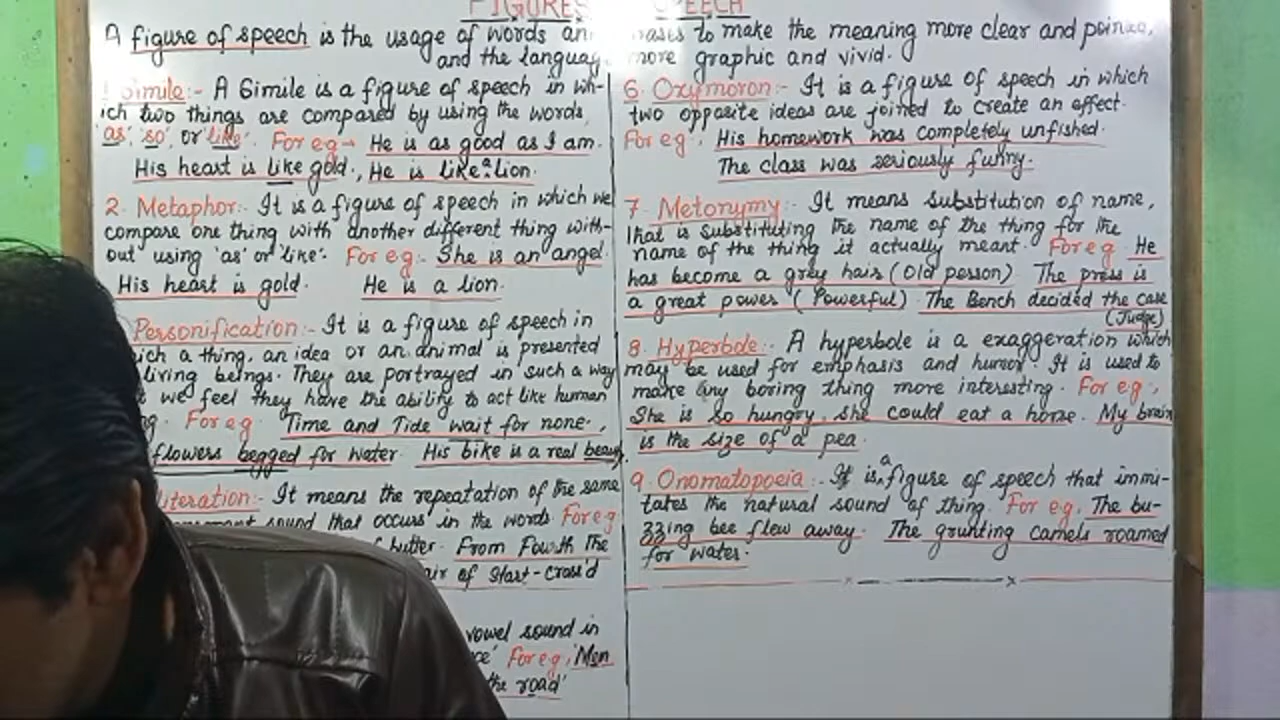 FIGURES SPEECH
A figure of speech is the usage of words an to make the meaning more clear and
and the languag more graphic and vivid.
Simile:- A Simile is a figure of speech in wh-
ich two things are compared by using the words,
'as', 'so', or 'like'. For eg→ He is as good as I am.
His heart is like gold., He is like a lion.
2. Metaphor:- It is a figure of speech in which we
compare one thing with another different thing with-
out using 'as' or 'like'. For eg:- She is an angel.
His heart is gold. He is a lion.
Personification:- It is a figure of speech in
ich a thing, an idea or an animal is presented
living beings. They are portrayed in such a way
we feel they have the ability to act like human
g. For eg. Time and Tide wait for none.,
flowers begged for water. His bike is a real beauty.
literation:- It means the repeatation of the same
sound that occurs in the words. For eg
butter. From Fourth the
air of Start-cross'd
vowel sound in
ce' For eg, 'Men
the road'
6. Oxymoron:- It is a figure of speech in which
two opposite ideas are joined to create an effect.
For eg:, His homework was completely unfished.
The class was seriously funny.
7. Metonymy:- It means substitution of name,
that is substituting the name of the thing for the
name of the thing it actually meant. For eg He
has become a grey hair (Old person) The press is
a great power (Powerful). The Bench decided the case
(Judge)
8. Hyperbole:- A hyperbole is a exaggeration which
may be used for emphasis and humor. It is used to
make any boring thing more interesting. For eg:,
She is so hungry, she could eat a horse. My brain
is the size of a pea.
9. Onomatopoeia:- It is a figure of speech that immi-
tates the natural sound of thing. For eg, The bu-
zzing bee flew away. The grunting camels roamed
for water.